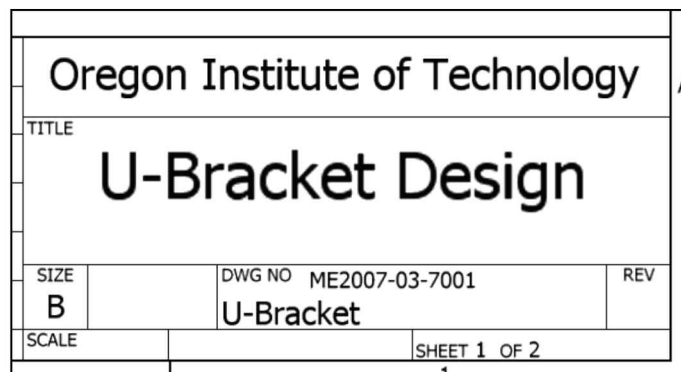 Oregon Institute of Technology
TITLE
U-Bracket Design
SIZE
B
DWG NO ME2007-03-7001
U-Bracket
REV
SCALE
SHEET 1 OF 2